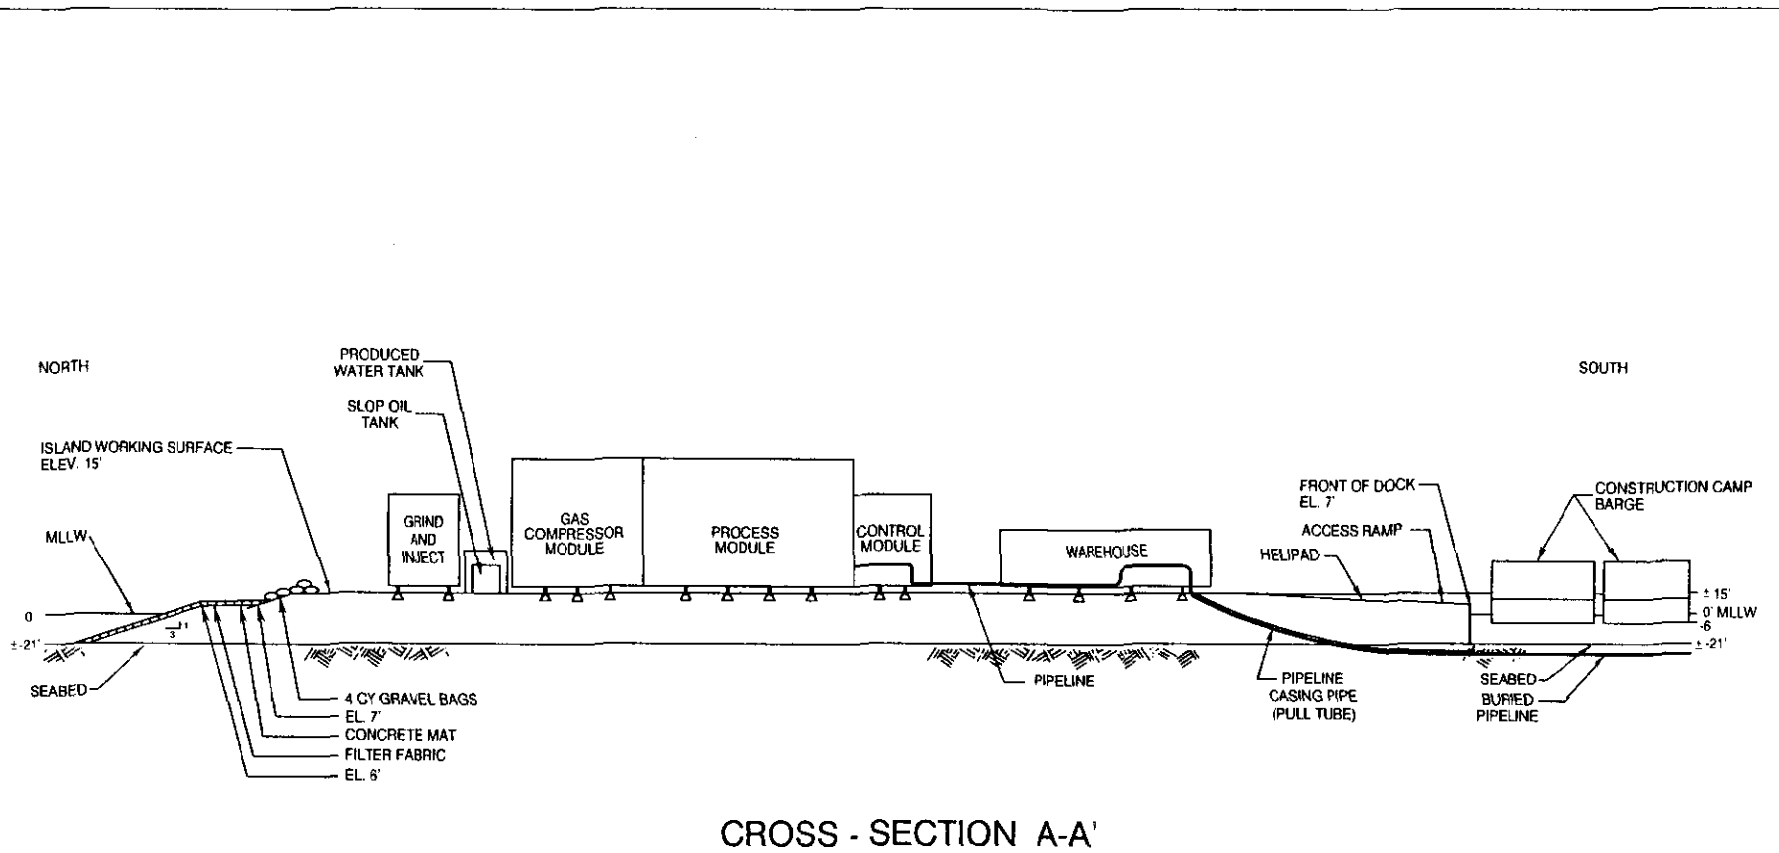 NORTH
SOUTH
PRODUCED
WATER TANK
SLOP OIL
TANK
ISLAND WORKING SURFACE
ELEV. 15'
MLLW
0
±-21'
SEABED
3
1
GRIND
AND
INJECT
GAS
COMPRESSOR
MODULE
PROCESS
MODULE
CONTROL
MODULE
WAREHOUSE
HELIPAD
ACCESS RAMP
FRONT OF DOCK
EL. 7'
CONSTRUCTION CAMP
BARGE
± 15'
0' MLLW
-6
± -21'
4 CY GRAVEL BAGS
EL. 7'
CONCRETE MAT
FILTER FABRIC
EL. 6'
PIPELINE
PIPELINE
CASING PIPE
(PULL TUBE)
SEABED
BURIED
PIPELINE
CROSS - SECTION A-A'